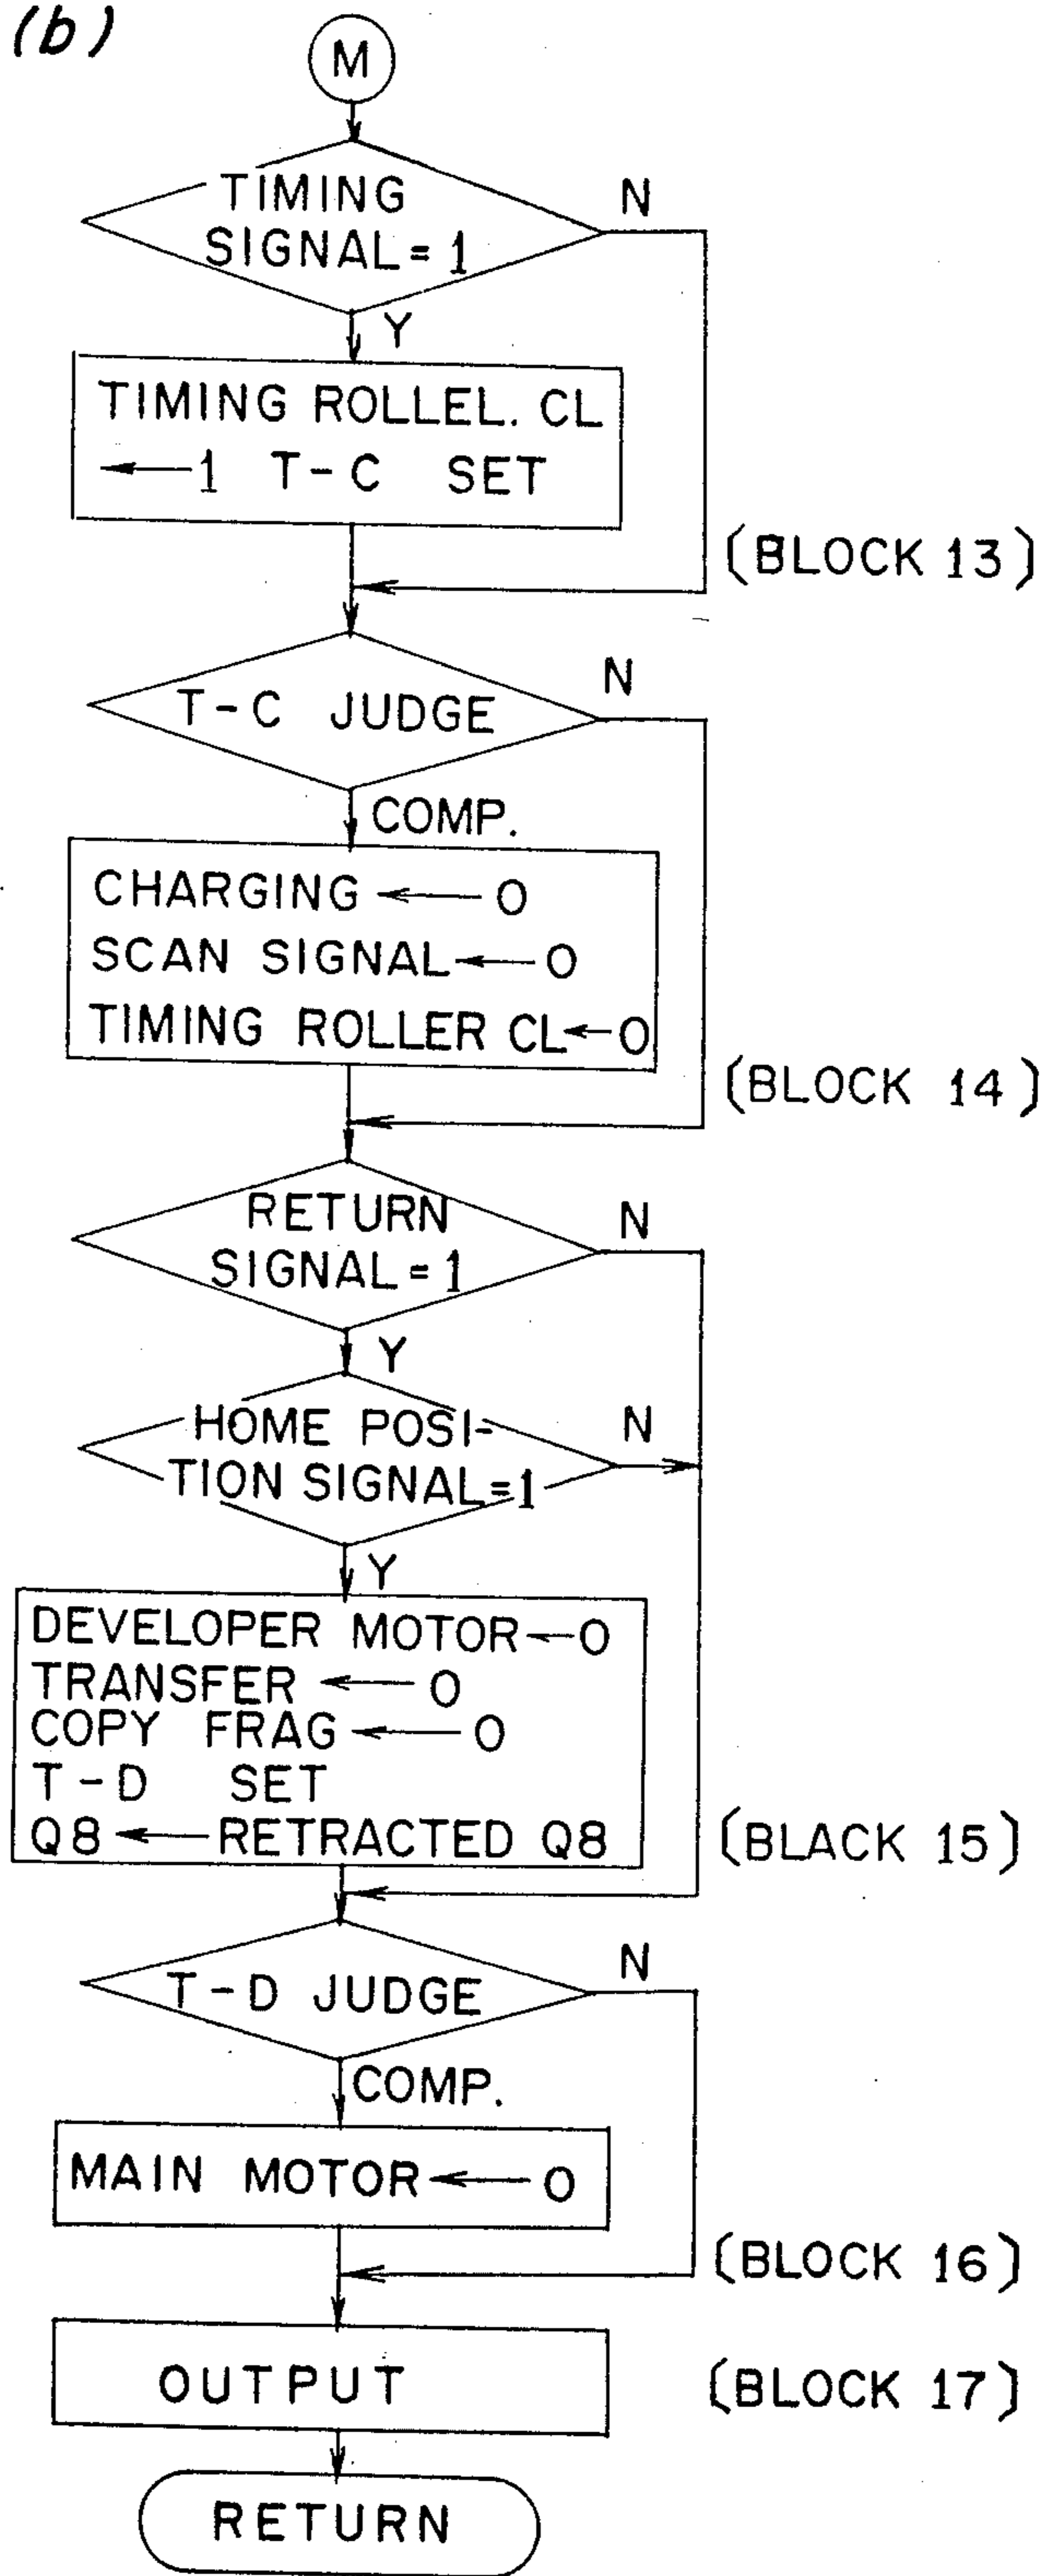 (b)
M
TIMING
SIGNAL = 1
N
Y
TIMING ROLLEL. CL
←1 T-C SET
(BLOCK 13)
T-C JUDGE
N
COMP.
CHARGING ← 0
SCAN SIGNAL ← 0
TIMING ROLLER CL ← 0
(BLOCK 14)
RETURN
SIGNAL = 1
N
Y
HOME POSI-
TION SIGNAL=1
N
Y
DEVELOPER MOTOR ← 0
TRANSFER ← 0
COPY FRAG ← 0
T-D SET
Q8 ← RETRACTED Q8
(BLACK 15)
T-D JUDGE
N
COMP.
MAIN MOTOR ← 0
(BLOCK 16)
OUTPUT
(BLOCK 17)
RETURN